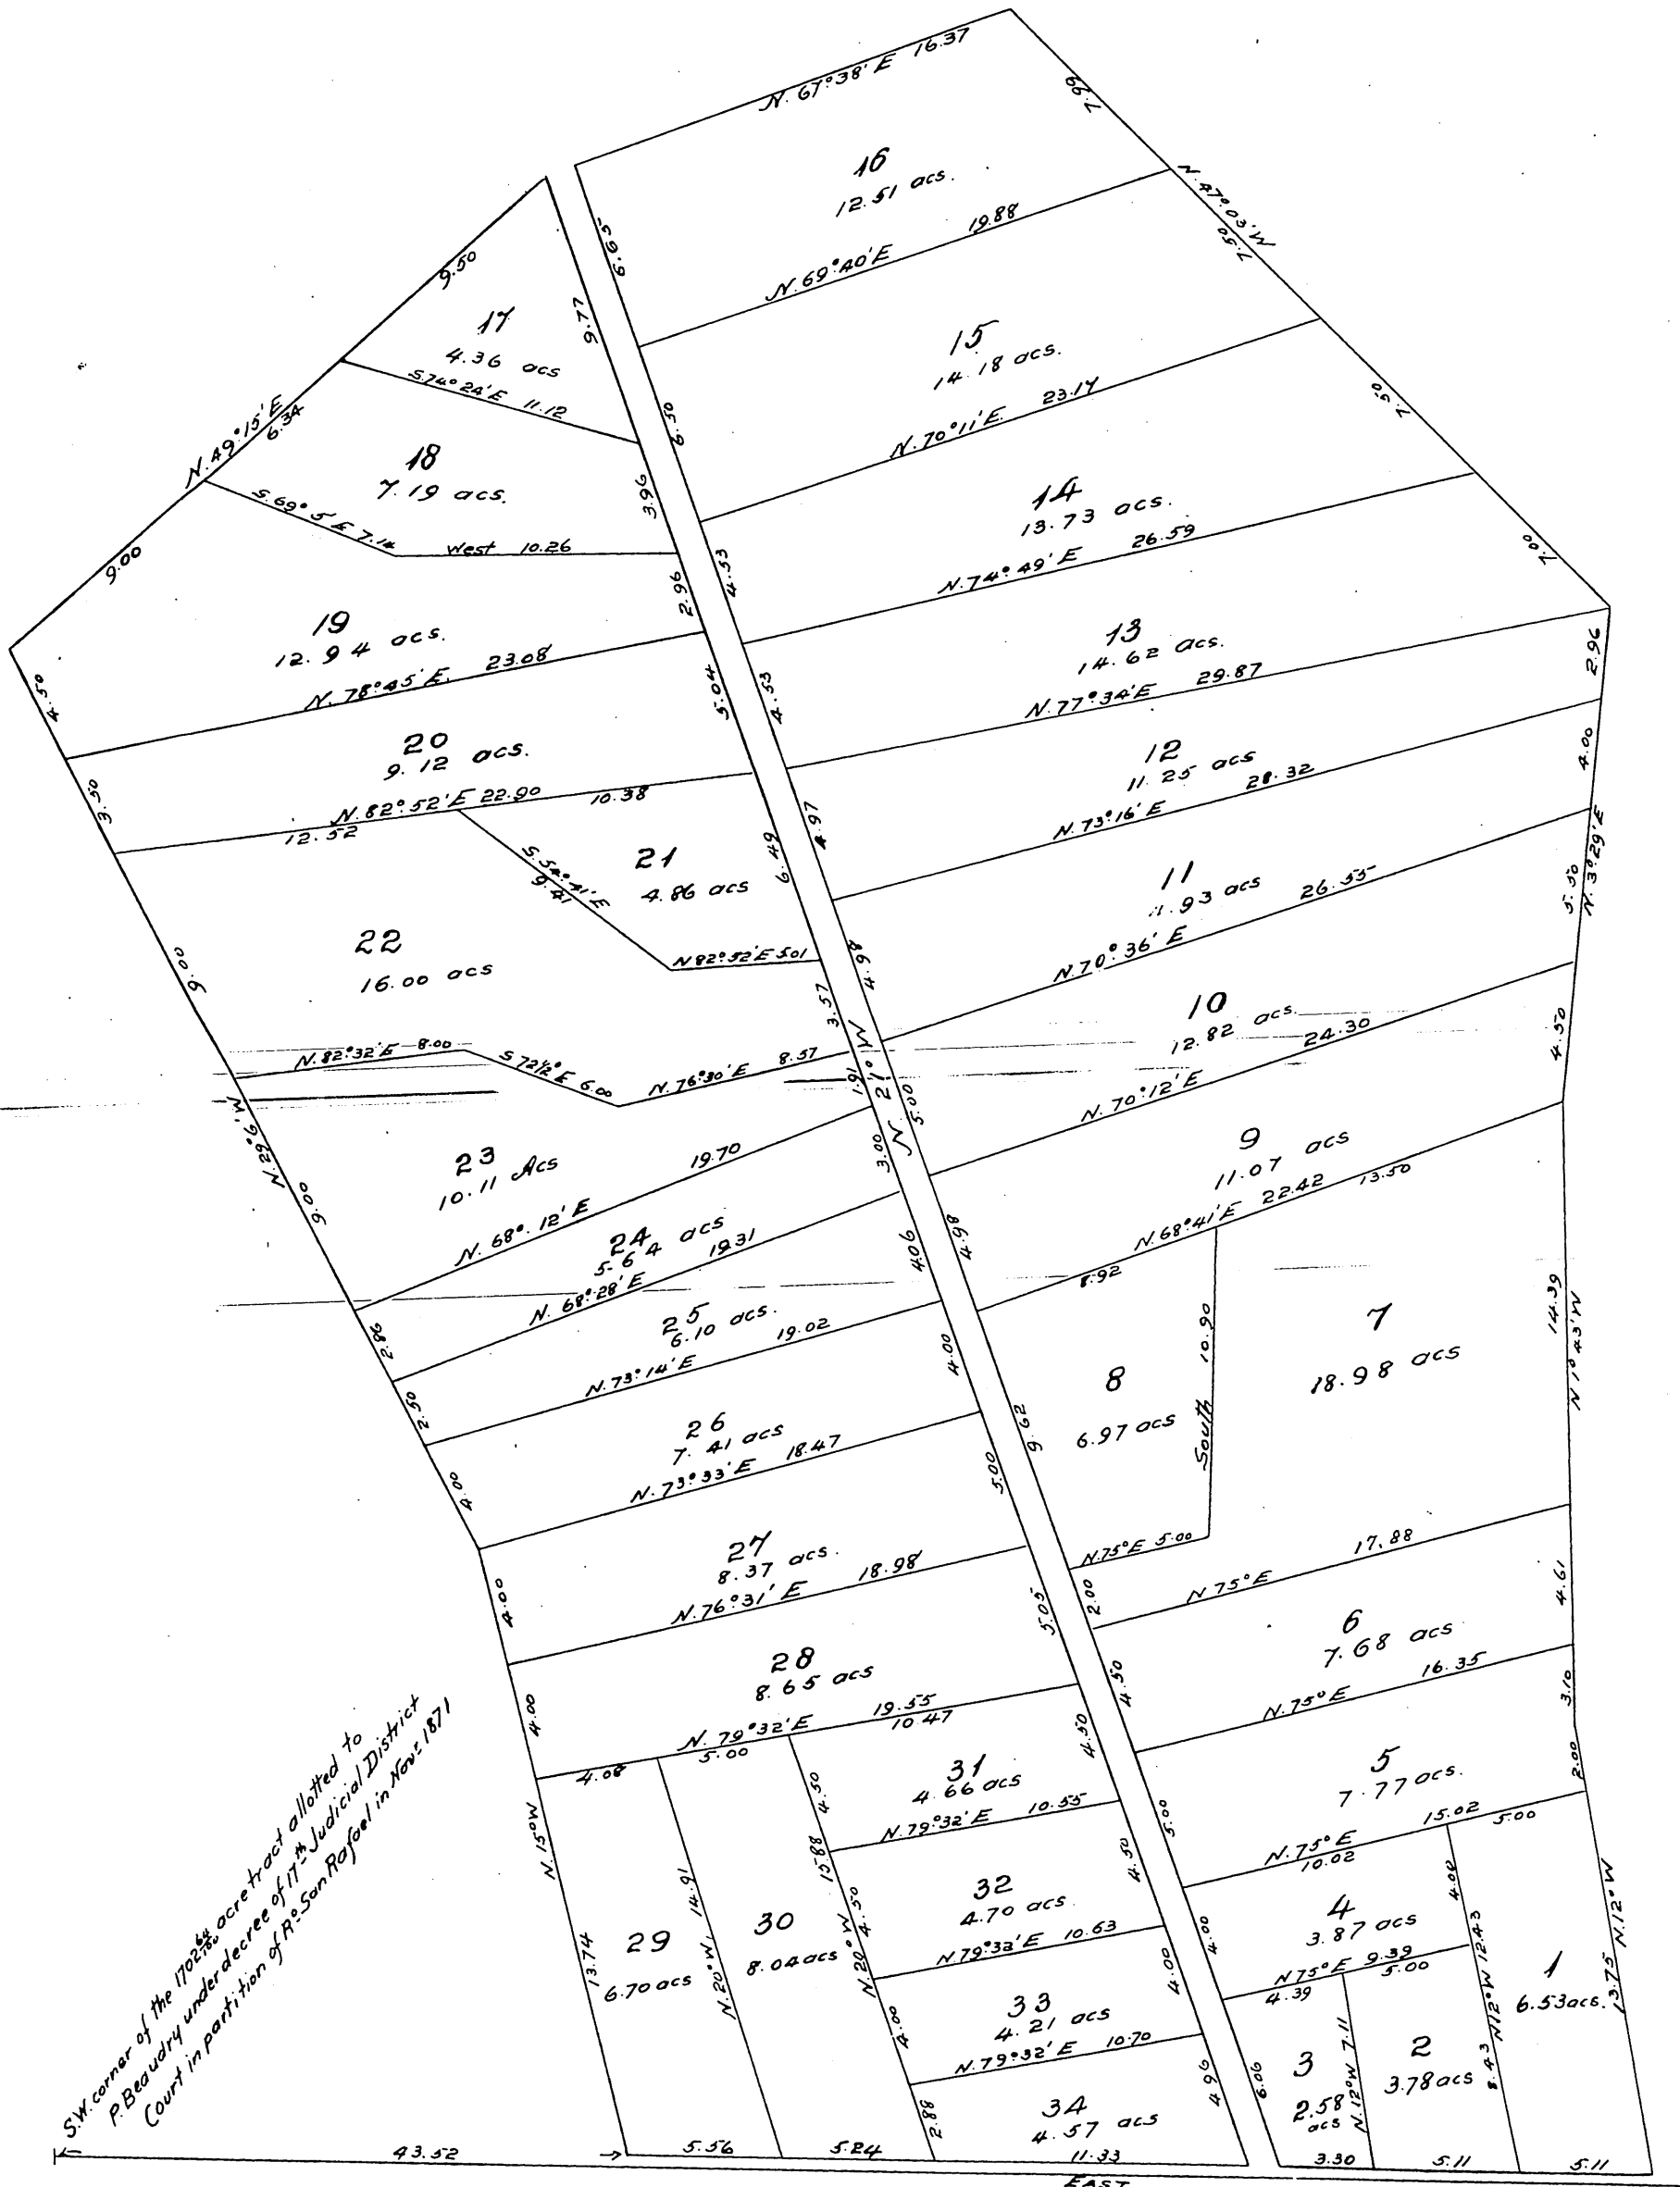 N. 67°38' E 16.37
7.99
16
12.51 acs.
N. 47°03' W.
6.65
N. 69°40' E 19.88
7.50
9.50
17
4.36 acs
9.77
S. 74°24' E 11.12
15
14.18 acs.
N. 70°11' E. 23.17
6.50
7.50
N. 49°15' E
6.34
18
7.19 acs.
3.96
S. 69°5' E 7.14
West 10.26
14
13.73 acs.
N. 74°49' E 26.59
4.53
7.00
9.00
2.96
19
12.94 acs.
N. 78°45' E. 23.08
4.50
13
14.62 acs.
N. 77°34' E 29.87
4.53
2.96
5.04
20
9.12 acs.
3.50
N. 82°52' E 22.90
10.38
12.52
12
11.25 acs
N. 73°16' E 28.32
4.97
4.00
N. 3°29' E
21
4.86 acs
6.49
S. 54°41' E
9.41
N 82°52' E 5.01
11
11.93 acs
N. 70°36' E 26.55
4.98
5.50
22
16.00 acs
9.00
3.57
N. 82°32' E 8.00
S 72½° E 6.00
N. 76°30' E 8.57
1.91
N 21° W
10
12.82 acs.
N. 70°12' E 24.30
5.00
4.50
N. 29°6' W
23
10.11 Acs
9.00
N. 68°.12' E 19.70
3.00
9
11.07 acs
N. 68°41' E 22.42
13.50
8.92
4.98
24
5.64 acs
N. 68°28' E 19.31
2.86
4.06
25
6.10 acs.
N. 73°14' E 19.02
2.50
4.00
8
6.97 acs
South 10.90
9.62
7
18.98 acs
14.39
N 1°43' W
26
7.41 acs
N. 73°33' E 18.47
4.00
5.00
N. 75° E 5.00
2.00
N 75° E 17.88
27
8.37 acs.
N. 76°31' E 18.98
4.00
5.05
6
7.68 acs
N. 75° E 16.35
4.50
4.61
28
8.65 acs
N. 79°32' E 19.55
4.08
5.00
10.47
4.00
N. 15° W
4.50
5
7.77 acs.
N. 75° E 15.02
10.02
5.00
5.00
3.10
2.00
31
4.66 acs
4.50
N. 79°32' E 10.55
15.88
N. 20° W
4.50
4.50
32
4.70 acs.
N. 79°32' E 10.63
4
3.87 acs
N 75° E 9.39
4.39
5.00
4.00
4.00
29
6.70 acs
13.74
N. 20° W. 14.91
30
8.04 acs
33
4.21 acs
N. 79°32' E 10.70
4.00
4.00
1
6.53 acs.
13.75
N. 12° W
N 12° W 12.43
8.43
2
3.78 acs
3
2.58
acs
N. 12° W 7.11
6.06
34
4.57 acs
2.88
4.96
S.W. corner of the 1702 64/100 acre tract allotted to
P. Beaudry under decree of 17th Judicial District
Court in partition of Ro. San Rafael in Novr. 1871
43.52
5.56
5.24
11.33
3.30
5.11
5.11
EAST